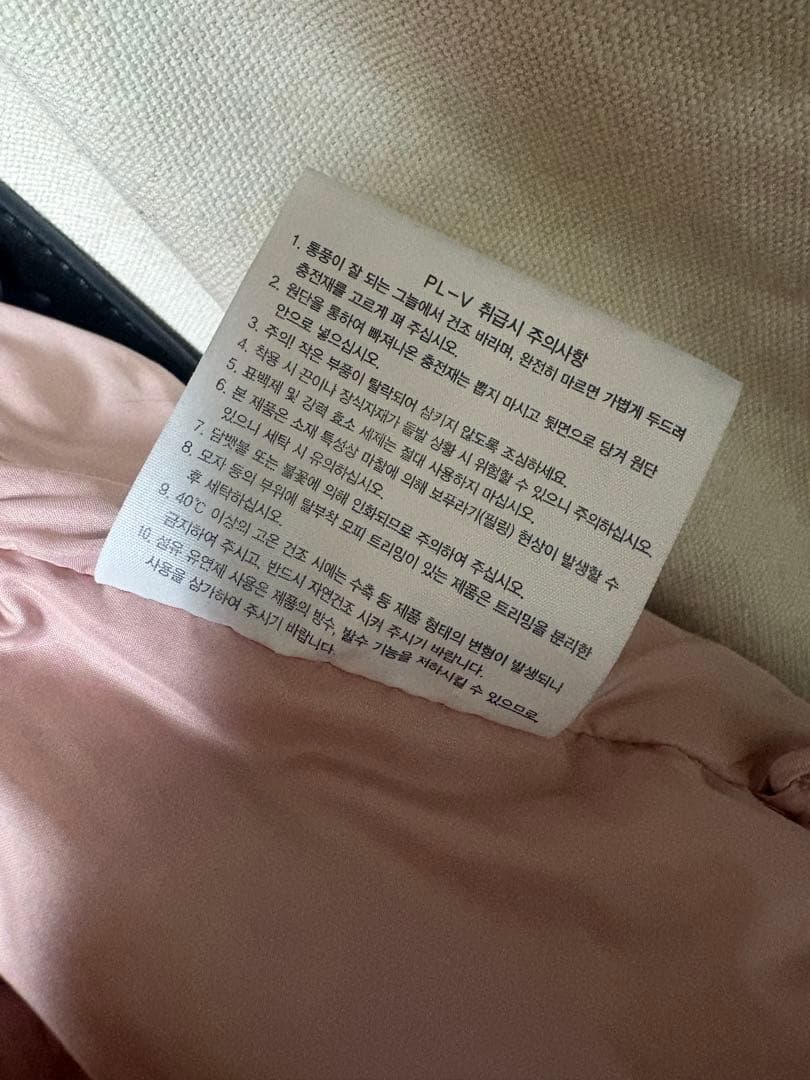 PL-V 취급시 주의사항
1. 통풍이 잘 되는 그늘에서 건조 바라며, 완전히 마르면 가볍게 두드려
충전재를 고르게 펴 주십시오.
2. 원단을 통하여 빠져나온 충전재는 뽑지 마시고 뒷면으로 당겨 원단
안으로 넣으십시오.
3. 주의! 작은 부품이 탈락되어 삼키지 않도록 조심하세요.
4. 착용 시 끈이나 장식자재가 돌발 상황 시 위험할 수 있으니 주의하십시오.
5. 표백제 및 강력 효소 세제는 절대 사용하지 마십시오.
6. 본 제품은 소재 특성상 마찰에 의해 보푸라기(필링) 현상이 발생할 수
있으니 세탁 시 유의하십시오.
7. 담뱃불 또는 불꽃에 의해 인화되므로 주의하여 주십시오.
8. 모자 등의 부위에 탈부착 모피 트리밍이 있는 제품은 트리밍을 분리한
후 세탁하십시오.
9. 40℃ 이상의 고온 건조 시에는 수축 등 제품 형태의 변형이 발생되니
금지하여 주시고, 반드시 자연건조 시켜 주시기 바랍니다.
10. 섬유 유연제 사용은 제품의 방수, 발수 기능을 저하시킬 수 있으므로,
사용을 삼가하여 주시기 바랍니다.